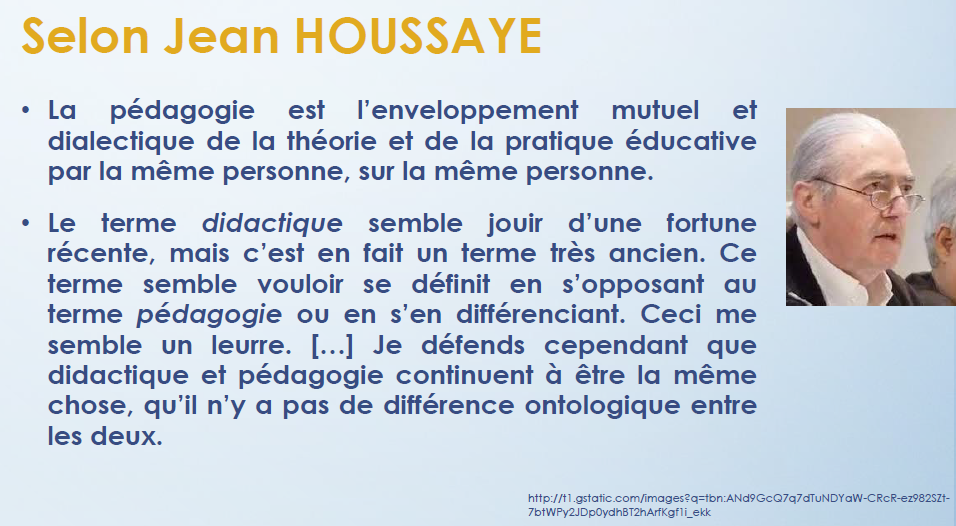 Selon Jean HOUSSAYE
• La pédagogie est l'enveloppement mutuel et
dialectique de la théorie et de la pratique éducative
par la même personne, sur la même personne.
• Le terme didactique semble jouir d'une fortune
récente, mais c'est en fait un terme très ancien. Ce
terme semble vouloir se définit en s'opposant au
terme pédagogie ou en s'en différenciant. Ceci me
semble un leurre. [...] Je défends cependant que
didactique et pédagogie continuent à être la même
chose, qu'il n'y a pas de différence ontologique entre
les deux.
http://t1.gstatic.com/images?q=tbn:ANd9GcQ7q7dTuNDYaW-CRcR-ez982SZt-
7btWPy2JDp0ydhBT2hArfKgf1i_ekk